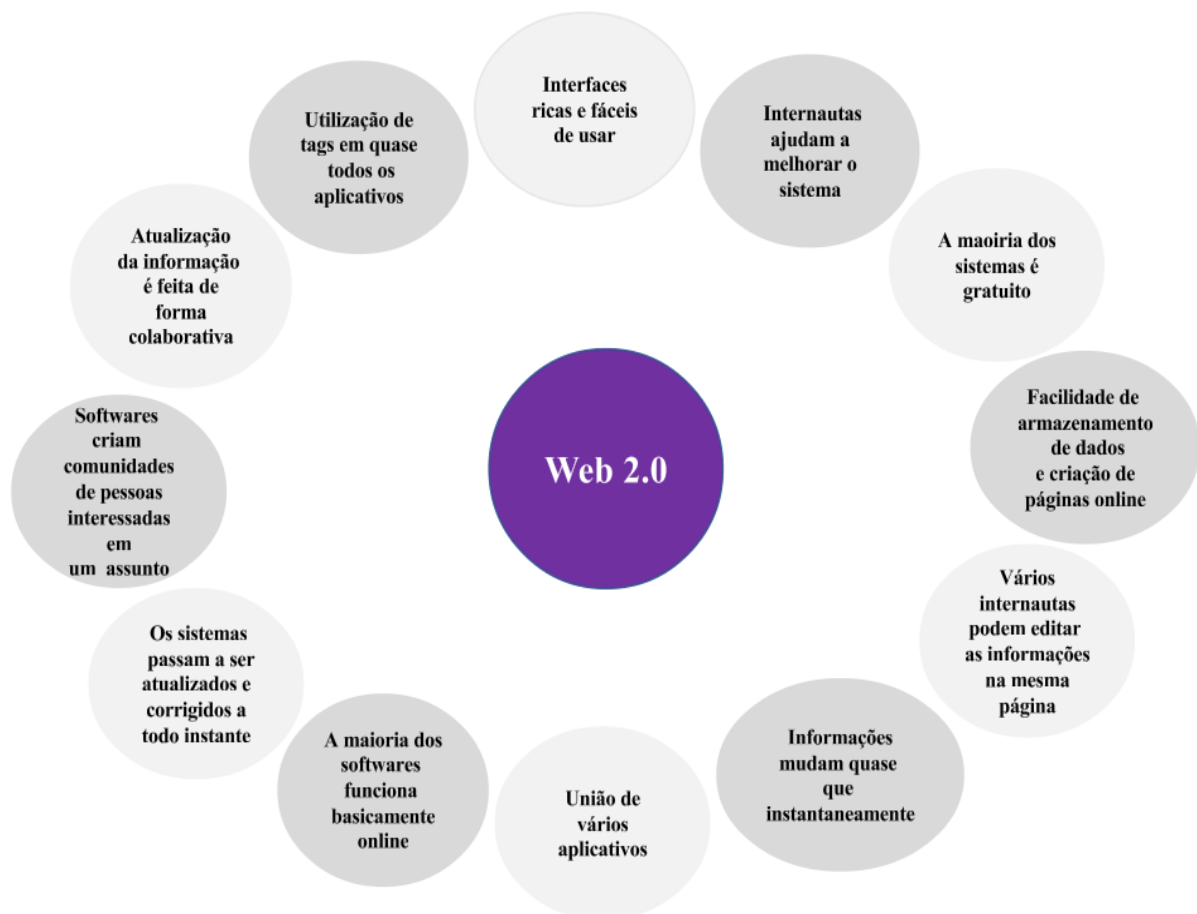 Interfaces
ricas e fáceis
de usar
Internautas
ajudam a
melhorar o
sistema
A maoiria dos
sistemas é
gratuito
Facilidade de
armazenamento
de dados
e criação de
páginas online
Vários
internautas
podem editar
as informações
na mesma
página
Informações
mudam quase
que
instantaneamente
União de
vários
aplicativos
A maioria dos
softwares
funciona
basicamente
online
Os sistemas
passam a ser
atualizados e
corrigidos a
todo instante
Softwares
criam
comunidades
de pessoas
interessadas
em
um assunto
Atualização
da informação
é feita de
forma
colaborativa
Utilização de
tags em quase
todos os
aplicativos
Web 2.0